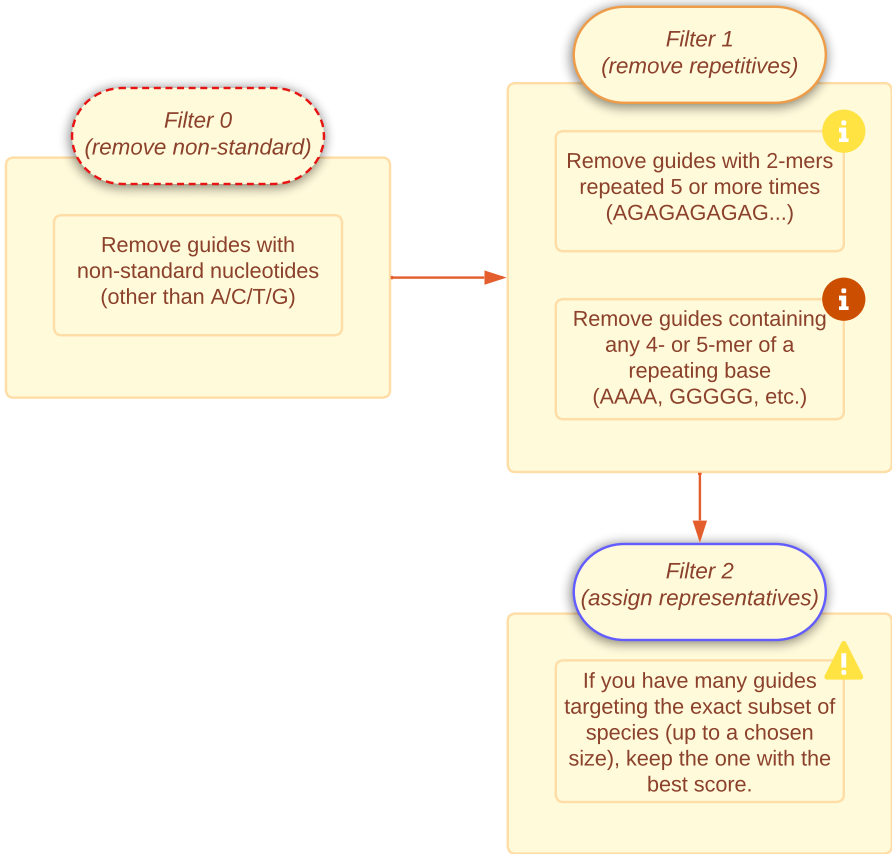 Filter 0
(remove non-standard)
Remove guides with
non-standard nucleotides
(other than A/C/T/G)
Filter 1
(remove repetitives)
Remove guides with 2-mers
repeated 5 or more times
(AGAGAGAGAG...)
Remove guides containing
any 4- or 5-mer of a
repeating base
(AAAA, GGGGG, etc.)
Filter 2
(assign representatives)
If you have many guides
targeting the exact subset of
species (up to a chosen
size), keep the one with the
best score.